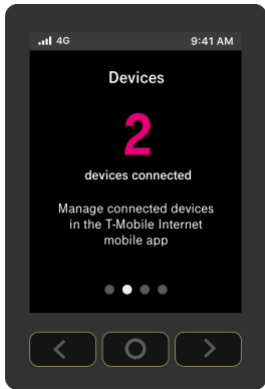 4G 9:41 AM
Devices
2
devices connected
Manage connected devices
in the T-Mobile Internet
mobile app